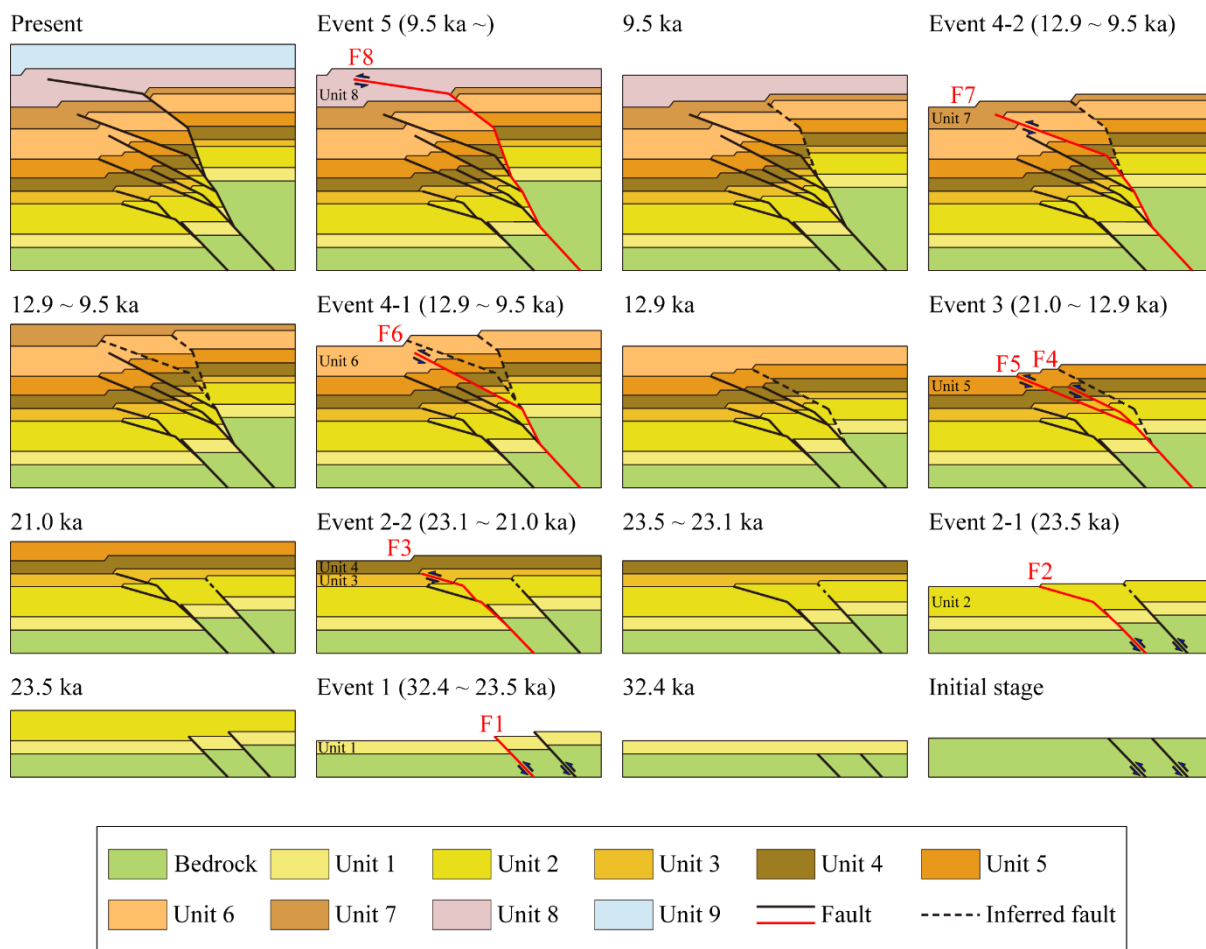 Present
Event 5 (9.5 ka ~)
9.5 ka
Event 4-2 (12.9 ~ 9.5 ka)
F8
Unit 8
F7
Unit 7
12.9 ~ 9.5 ka
Event 4-1 (12.9 ~ 9.5 ka)
12.9 ka
Event 3 (21.0 ~ 12.9 ka)
F6
Unit 6
F5 F4
Unit 5
21.0 ka
Event 2-2 (23.1 ~ 21.0 ka)
23.5 ~ 23.1 ka
Event 2-1 (23.5 ka)
F3
Unit 4
Unit 3
F2
Unit 2
23.5 ka
Event 1 (32.4 ~ 23.5 ka)
32.4 ka
Initial stage
F1
Unit 1
Bedrock Unit 1 Unit 2 Unit 3 Unit 4 Unit 5
Unit 6 Unit 7 Unit 8 Unit 9 Fault Inferred fault